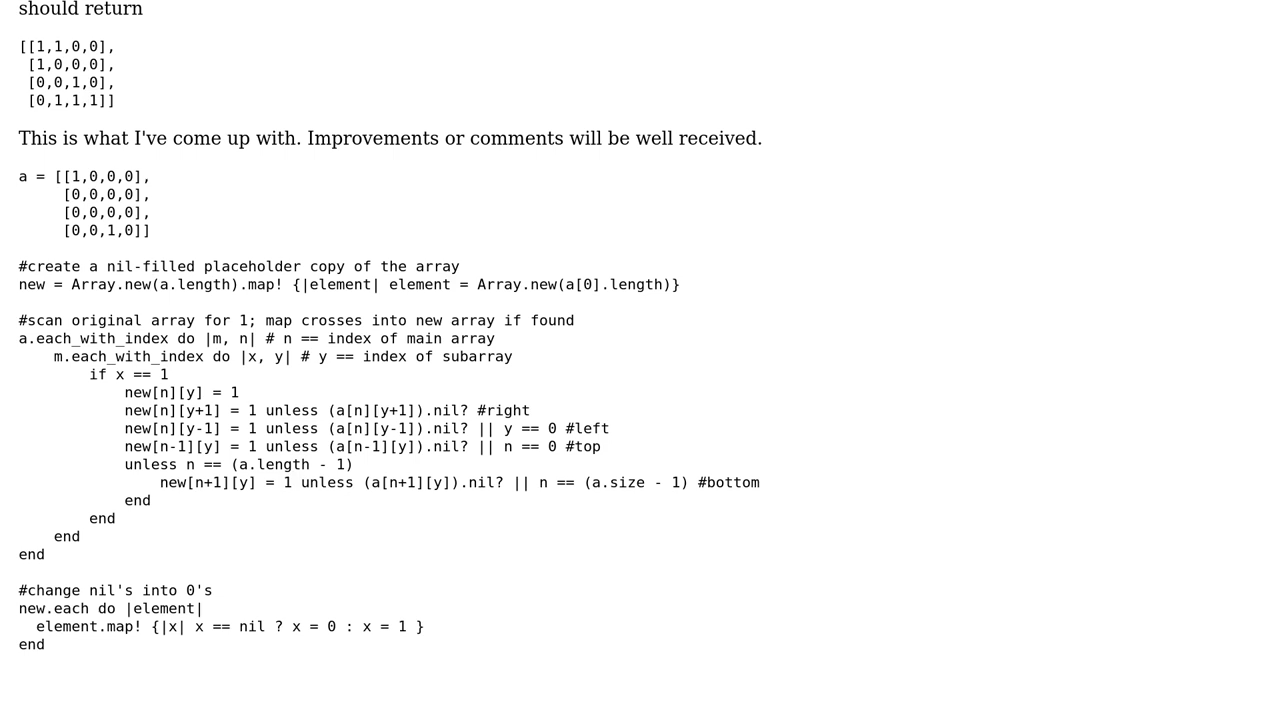 should return
[[1,1,0,0],
 [1,0,0,0],
 [0,0,1,0],
 [0,1,1,1]]
This is what I've come up with. Improvements or comments will be well received.
a = [[1,0,0,0],
     [0,0,0,0],
     [0,0,0,0],
     [0,0,1,0]]
#create a nil-filled placeholder copy of the array
new = Array.new(a.length).map! {|element| element = Array.new(a[0].length)}
#scan original array for 1; map crosses into new array if found
a.each_with_index do |m, n| # n == index of main array
    m.each_with_index do |x, y| # y == index of subarray
        if x == 1
            new[n][y] = 1
            new[n][y+1] = 1 unless (a[n][y+1]).nil? #right
            new[n][y-1] = 1 unless (a[n][y-1]).nil? || y == 0 #left
            new[n-1][y] = 1 unless (a[n-1][y]).nil? || n == 0 #top
            unless n == (a.length - 1)
                new[n+1][y] = 1 unless (a[n+1][y]).nil? || n == (a.size - 1) #bottom
            end
        end
    end
end
#change nil's into 0's
new.each do |element|
  element.map! {|x| x == nil ? x = 0 : x = 1 }
end